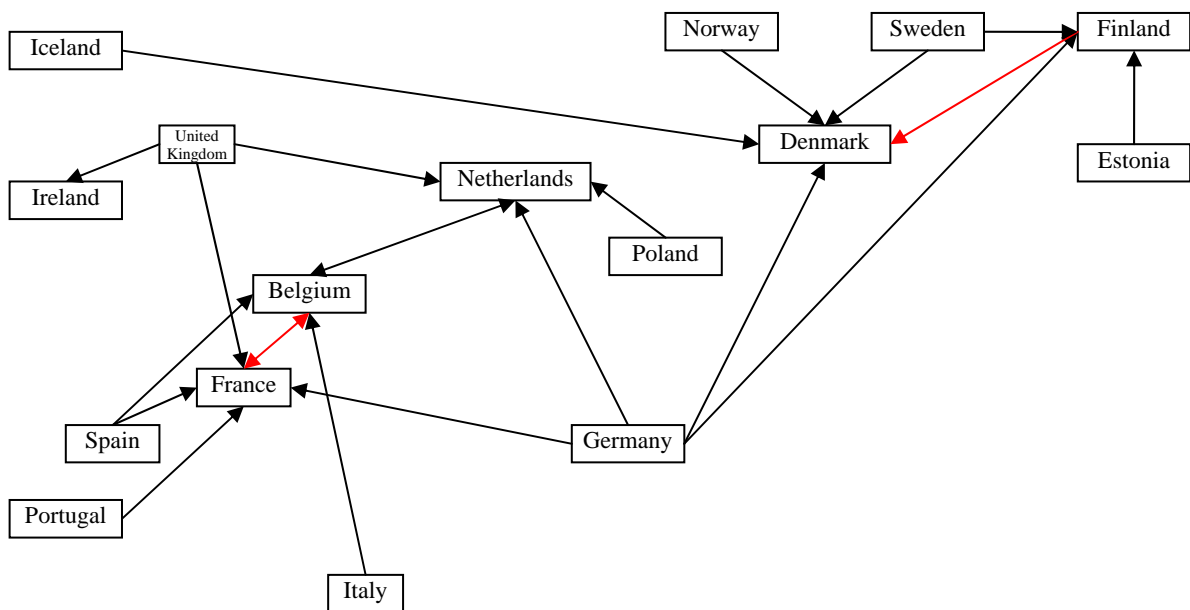 Norway
Sweden
Finland
Iceland
United
Kingdom
Denmark
Estonia
Ireland
Netherlands
Poland
Belgium
France
Spain
Germany
Portugal
Italy